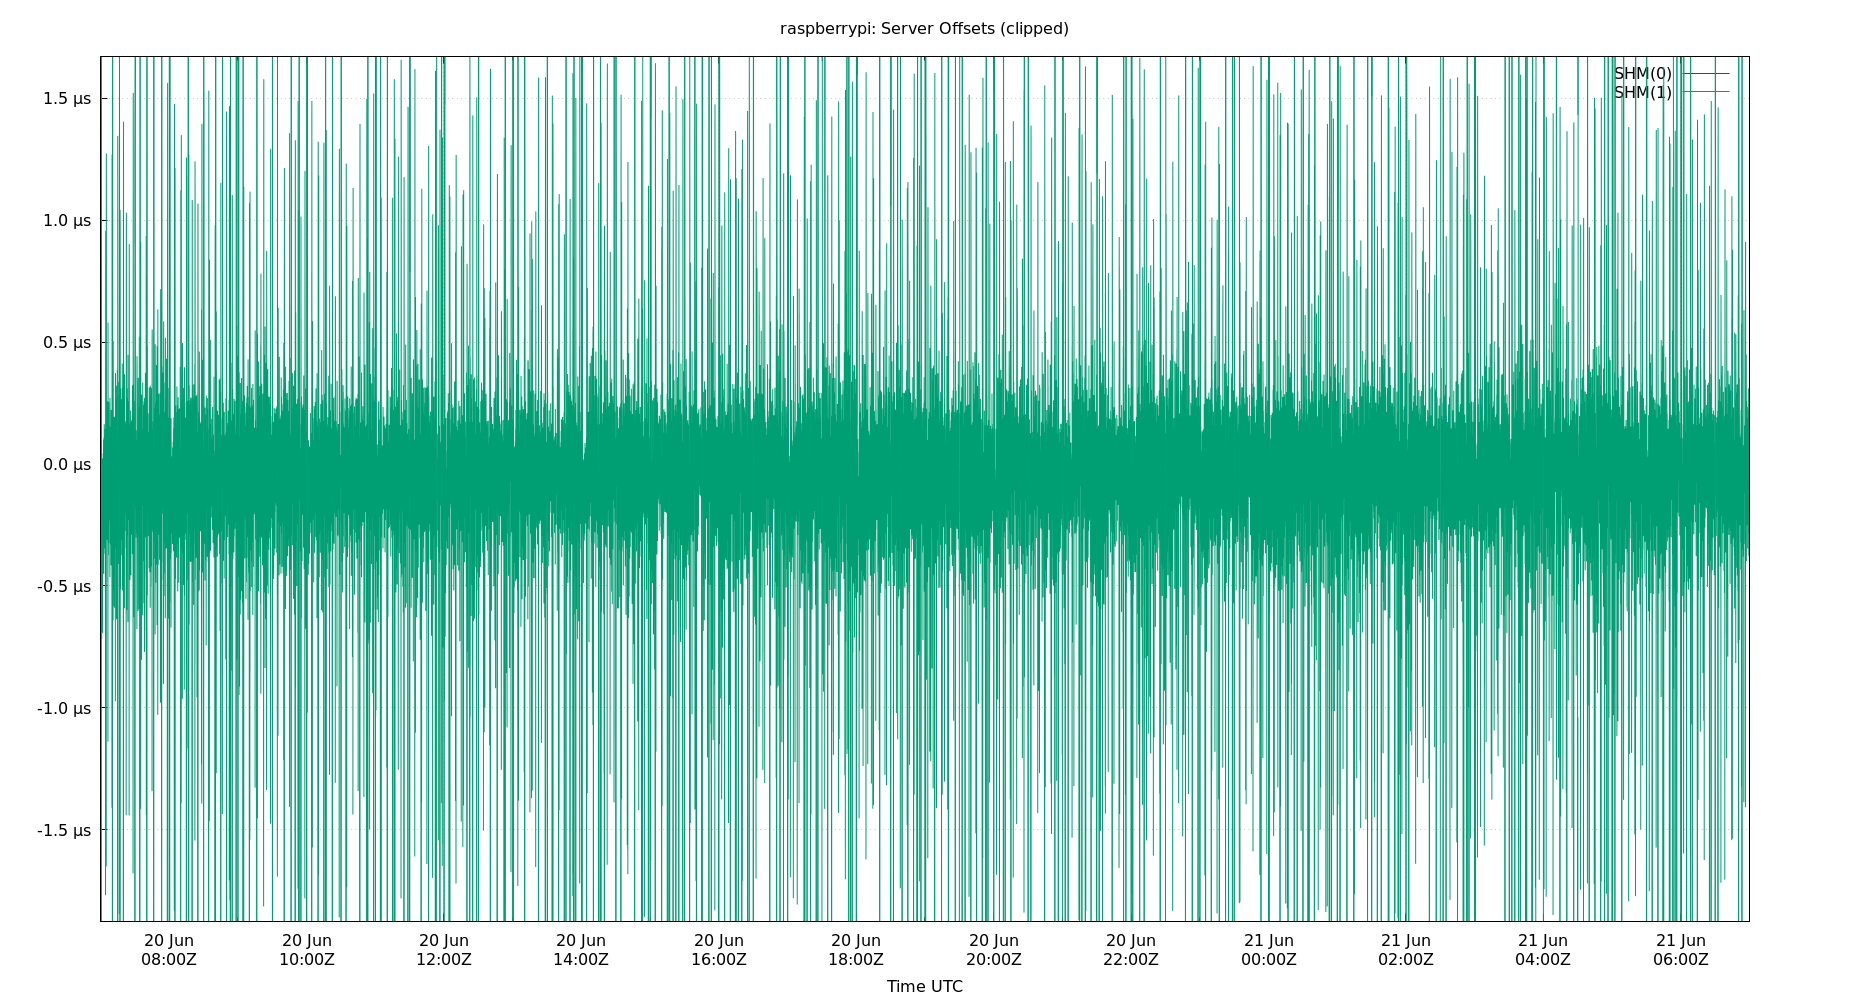 raspberrypi: Server Offsets (clipped)
SHM(0)
SHM(1)
1.5 µs
1.0 µs
0.5 µs
0.0 µs
-0.5 µs
-1.0 µs
-1.5 µs
20 Jun 20 Jun 20 Jun 20 Jun 20 Jun 20 Jun 20 Jun 20 Jun 21 Jun 21 Jun 21 Jun 21 Jun
08:00Z 10:00Z 12:00Z 14:00Z 16:00Z 18:00Z 20:00Z 22:00Z 00:00Z 02:00Z 04:00Z 06:00Z
Time UTC